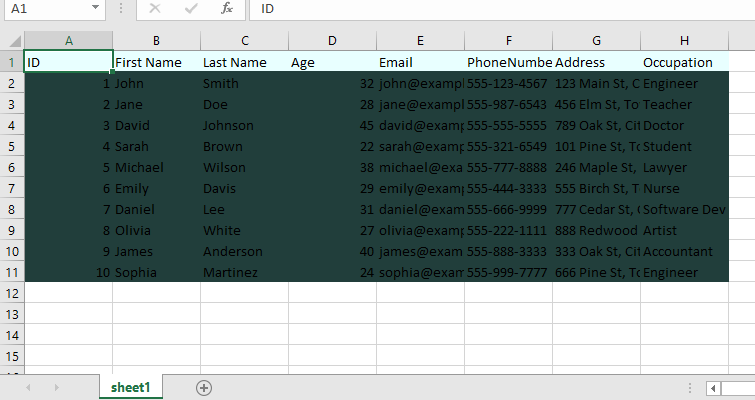 A1 fx ID
A B C D E F G H
1 ID First Name Last Name Age Email PhoneNumbe Address Occupation
2 1 John Smith 32 john@exampl 555-123-4567 123 Main St, C Engineer
3 2 Jane Doe 28 jane@exampl 555-987-6543 456 Elm St, To Teacher
4 3 David Johnson 45 david@examp 555-555-5555 789 Oak St, Cit Doctor
5 4 Sarah Brown 22 sarah@examp 555-321-6549 101 Pine St, To Student
6 5 Michael Wilson 38 michael@exa 555-777-8888 246 Maple St, Lawyer
7 6 Emily Davis 29 emily@examp 555-444-3333 555 Birch St, T Nurse
8 7 Daniel Lee 31 daniel@exam 555-666-9999 777 Cedar St, Software Dev
9 8 Olivia White 27 olivia@examp 555-222-1111 888 Redwood Artist
10 9 James Anderson 40 james@exam 555-888-3333 333 Oak St, Cit Accountant
11 10 Sophia Martinez 24 sophia@exam 555-999-7777 666 Pine St, To Engineer
12
13
14
15
sheet1